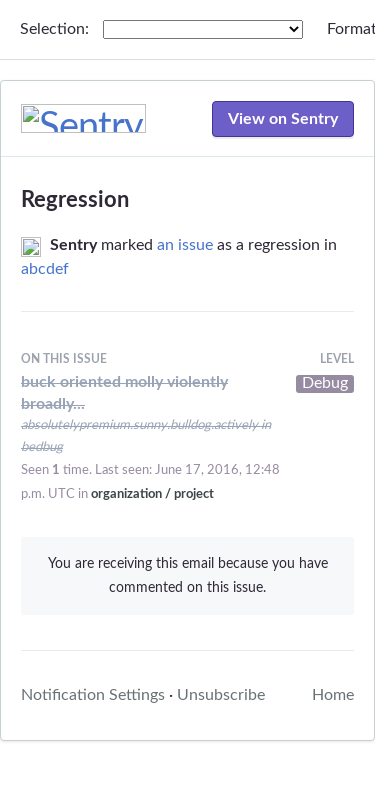 Selection:
Format
Sentry
View on Sentry
Regression
Sentry marked an issue as a regression in
abcdef
ON THIS ISSUE
LEVEL
buck oriented molly violently
broadly...
Debug
absolutelypremium.sunny.bulldog.actively in
bedbug
Seen 1 time. Last seen: June 17, 2016, 12:48
p.m. UTC in organization / project
You are receiving this email because you have
commented on this issue.
Notification Settings · Unsubscribe
Home